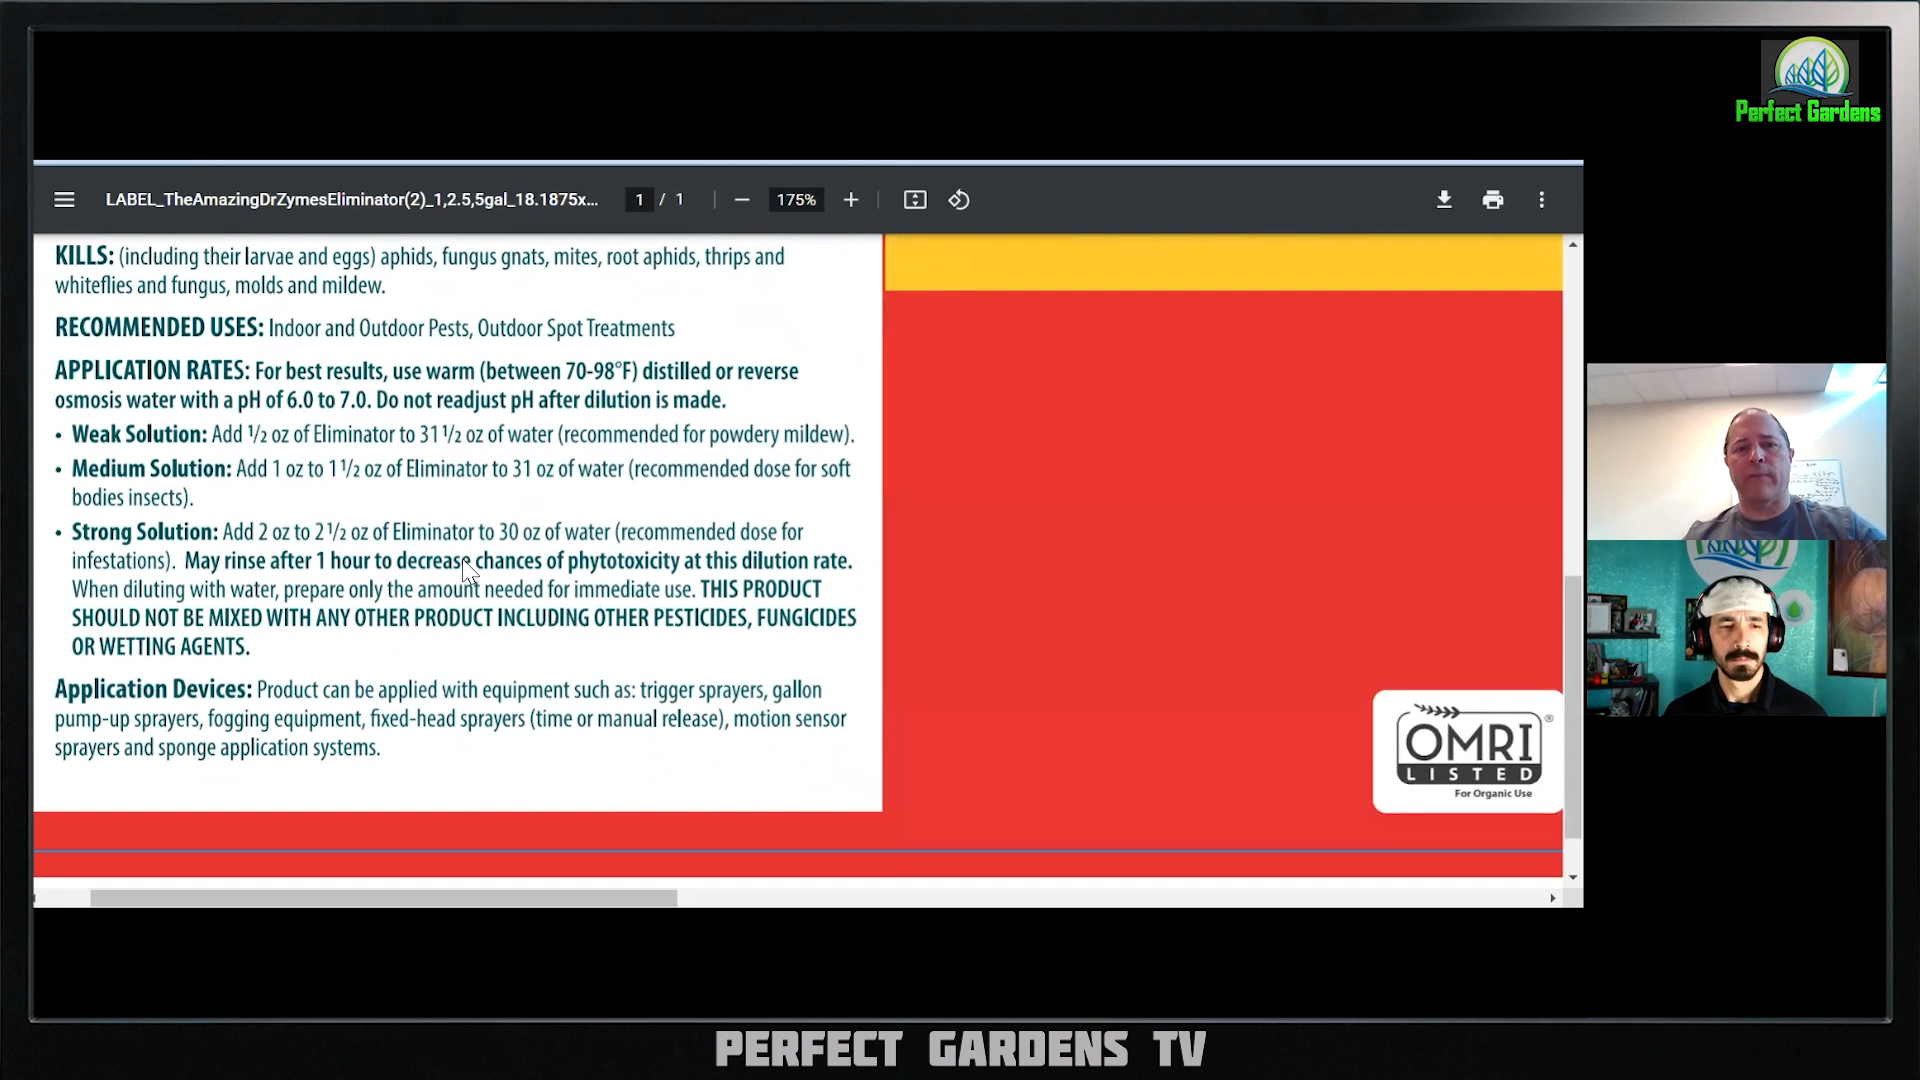 Perfect Gardens
LABEL_TheAmazingDrZymesEliminator(2)_1,2.5,5gal_18.1875x... 1 / 1 175%
KILLS: (including their larvae and eggs) aphids, fungus gnats, mites, root aphids, thrips and
whiteflies and fungus, molds and mildew.
RECOMMENDED USES: Indoor and Outdoor Pests, Outdoor Spot Treatments
APPLICATION RATES: For best results, use warm (between 70-98°F) distilled or reverse
osmosis water with a pH of 6.0 to 7.0. Do not readjust pH after dilution is made.
• Weak Solution: Add 1/2 oz of Eliminator to 31 1/2 oz of water (recommended for powdery mildew).
• Medium Solution: Add 1 oz to 1 1/2 oz of Eliminator to 31 oz of water (recommended dose for soft
bodies insects).
• Strong Solution: Add 2 oz to 2 1/2 oz of Eliminator to 30 oz of water (recommended dose for
infestations). May rinse after 1 hour to decrease chances of phytotoxicity at this dilution rate.
When diluting with water, prepare only the amount needed for immediate use. THIS PRODUCT
SHOULD NOT BE MIXED WITH ANY OTHER PRODUCT INCLUDING OTHER PESTICIDES, FUNGICIDES
OR WETTING AGENTS.
Application Devices: Product can be applied with equipment such as: trigger sprayers, gallon
pump-up sprayers, fogging equipment, fixed-head sprayers (time or manual release), motion sensor
sprayers and sponge application systems.
OMRI ®
LISTED
For Organic Use
PERFECT GARDENS TV